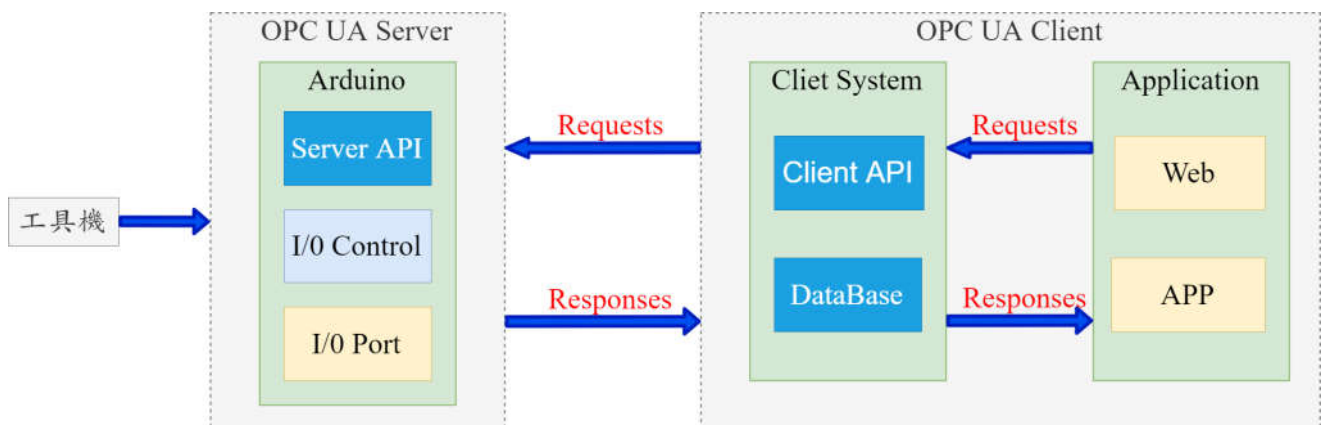 OPC UA Server
OPC UA Client
Arduino
Cliet System
Application
Server API
Requests
Client API
Requests
Web
工具機
I/0 Control
Responses
DataBase
Responses
APP
I/0 Port